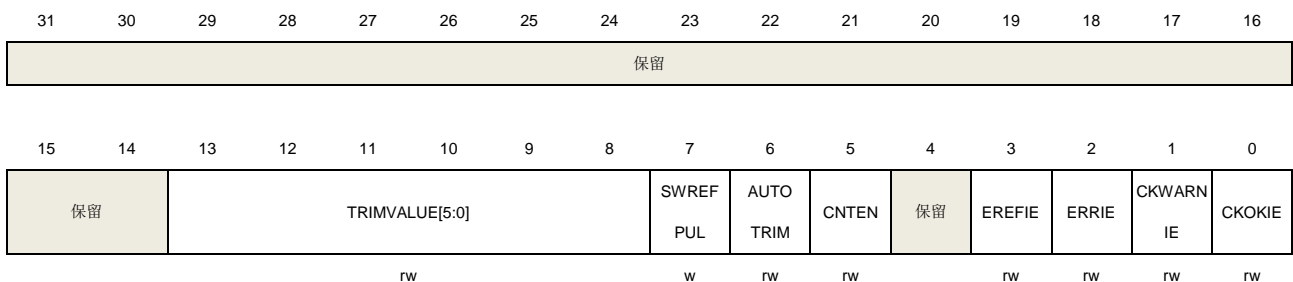 31 30 29 28 27 26 25 24 23 22 21 20 19 18 17 16
保留
15 14 13 12 11 10 9 8 7 6 5 4 3 2 1 0
保留 TRIMVALUE[5:0] SWREF PUL AUTO TRIM CNTEN 保留 EREFIE ERRIE CKWARN IE CKOKIE
rw w rw rw rw rw rw rw